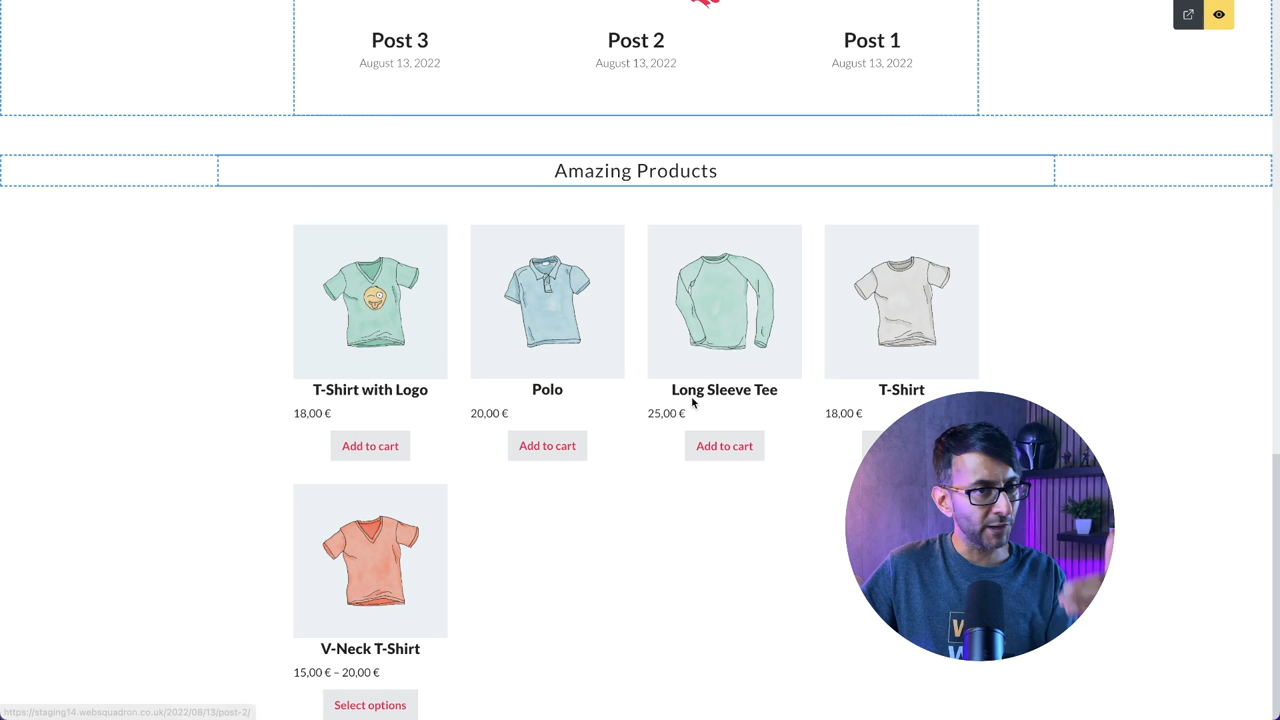 Post 3
Post 2
Post 1
August 13, 2022
August 13, 2022
August 13, 2022
Amazing Products
T-Shirt with Logo
Polo
Long Sleeve Tee
T-Shirt
18,00 €
20,00 €
25,00 €
18,00 €
Add to cart
Add to cart
Add to cart
V-Neck T-Shirt
15,00 € – 20,00 €
Select options
https://staging14.websquadron.co.uk/2022/08/13/post-2/